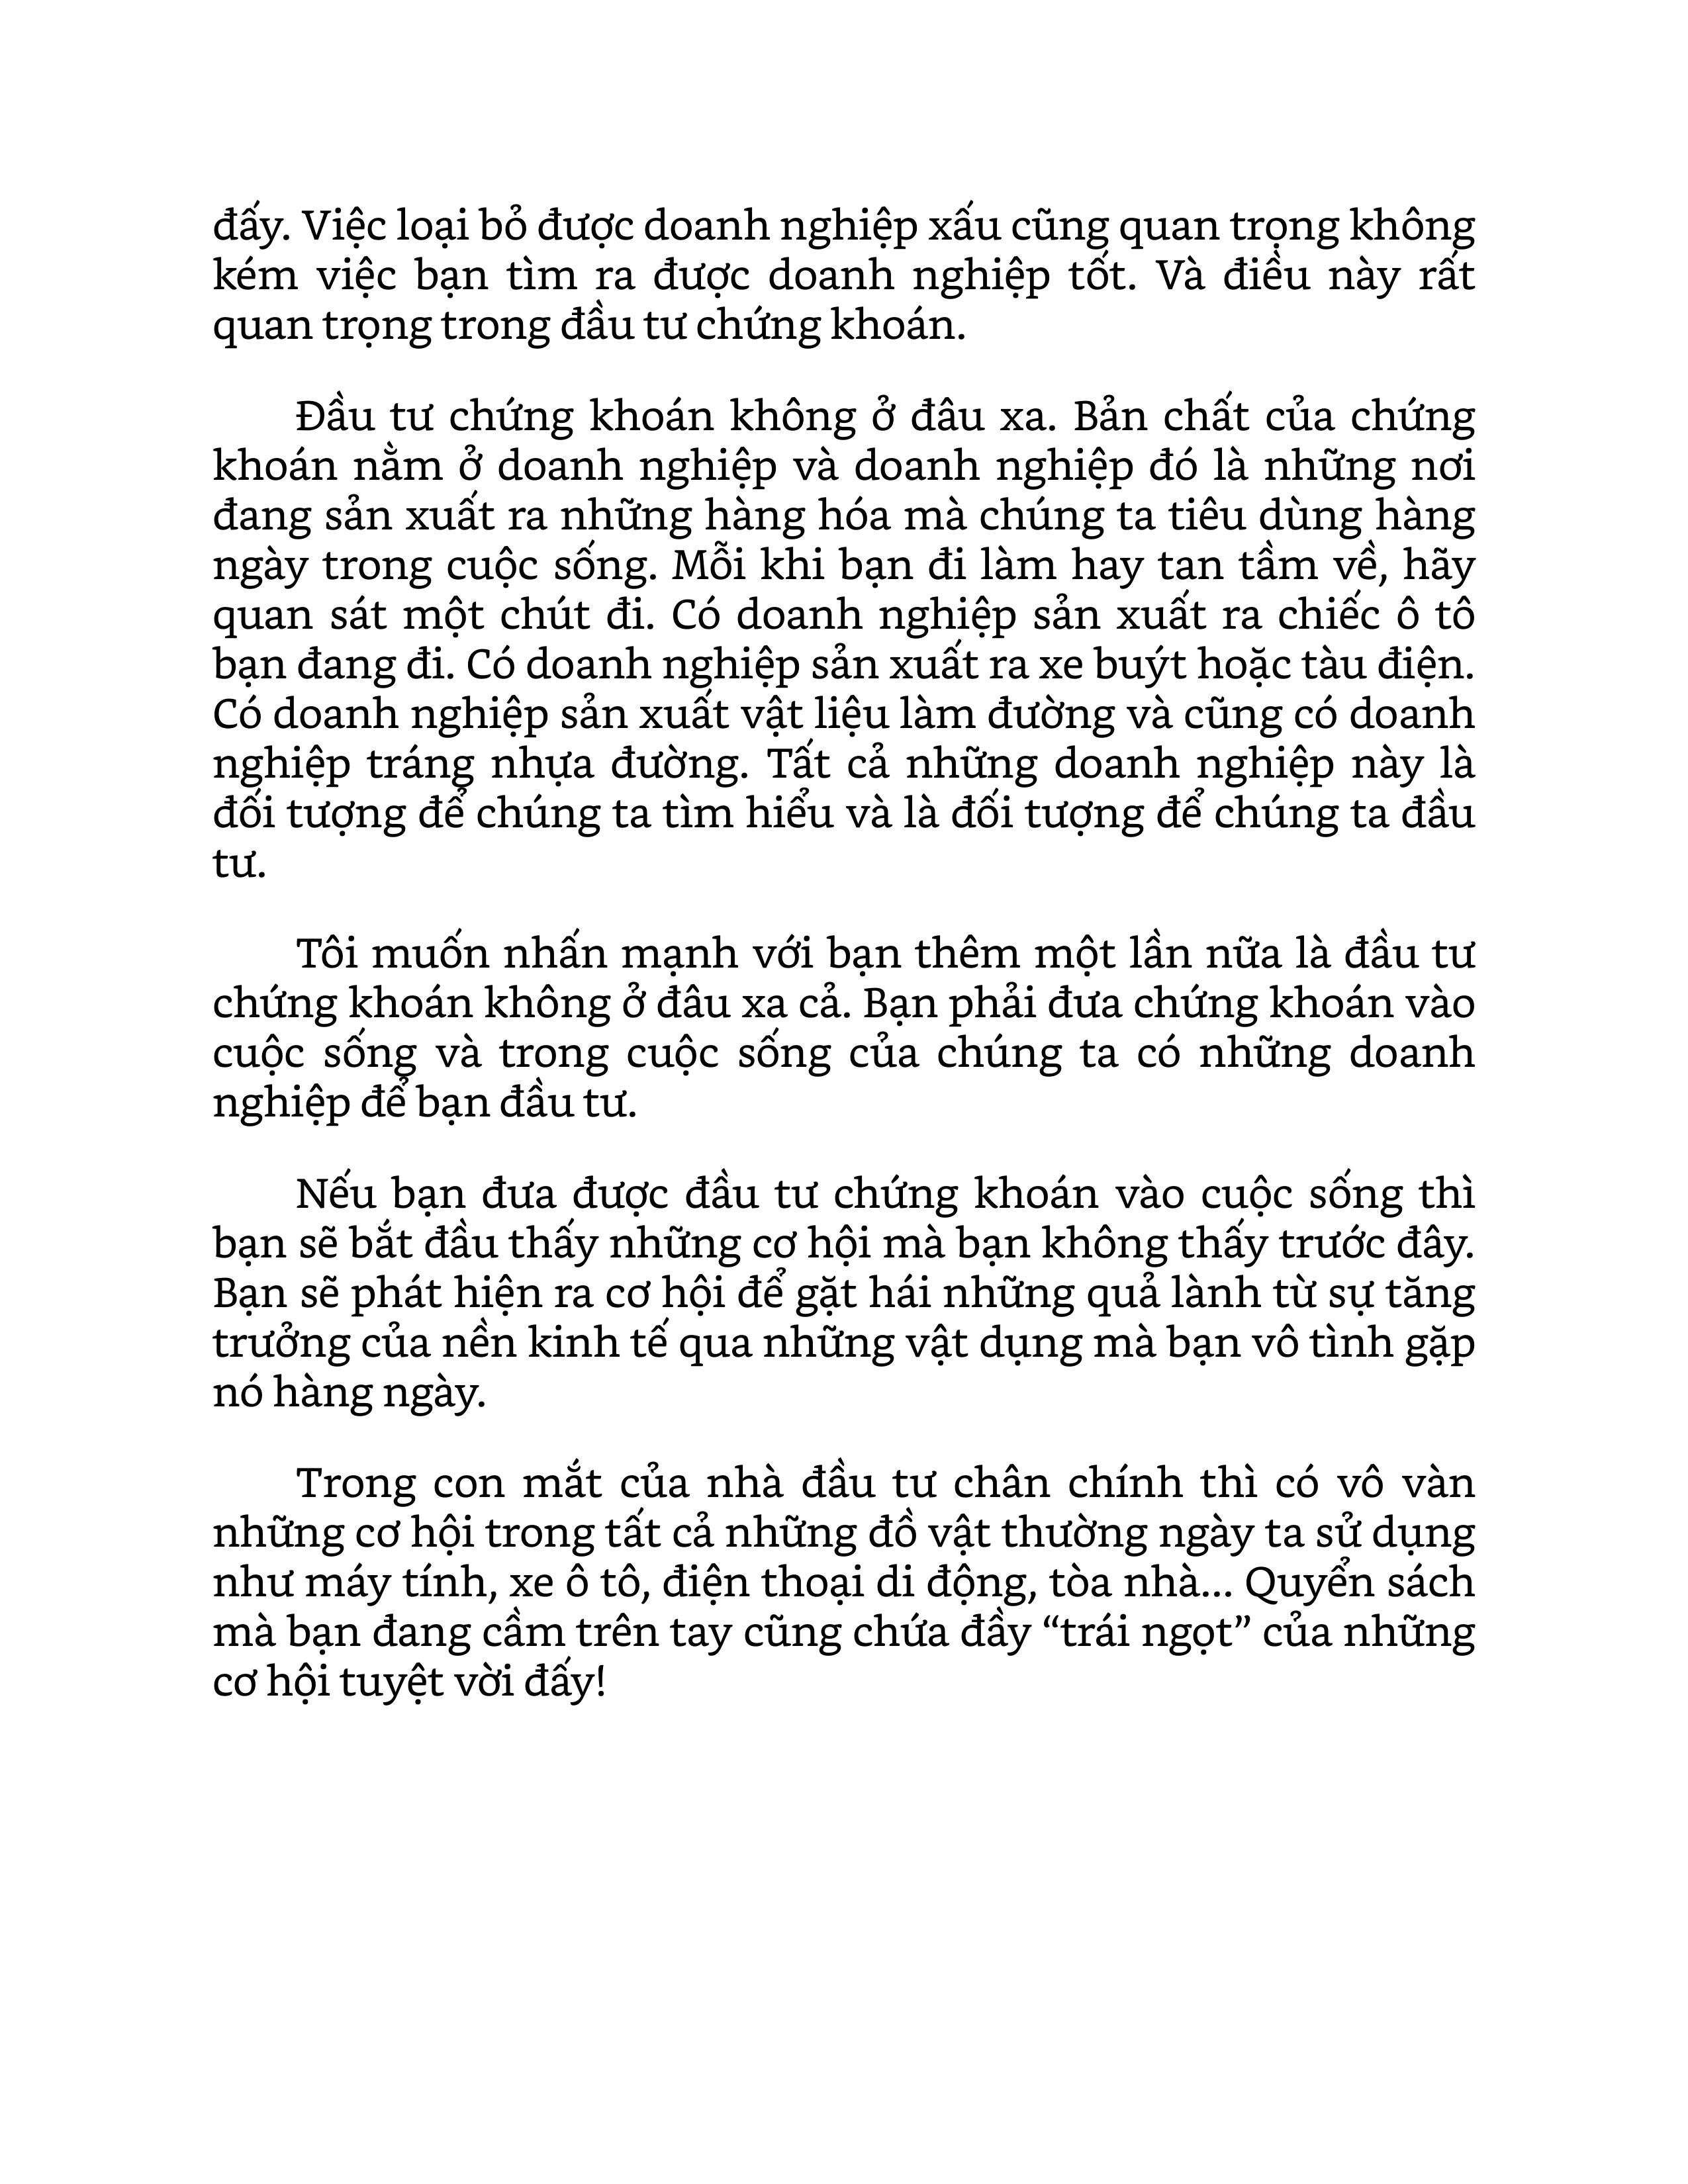 đấy. Việc loại bỏ được doanh nghiệp xấu cũng quan trọng không
kém việc bạn tìm ra được doanh nghiệp tốt. Và điều này rất
quan trọng trong đầu tư chứng khoán.
Đầu tư chứng khoán không ở đâu xa. Bản chất của chứng
khoán nằm ở doanh nghiệp và doanh nghiệp đó là những nơi
đang sản xuất ra những hàng hóa mà chúng ta tiêu dùng hàng
ngày trong cuộc sống. Mỗi khi bạn đi làm hay tan tầm về, hãy
quan sát một chút đi. Có doanh nghiệp sản xuất ra chiếc ô tô
bạn đang đi. Có doanh nghiệp sản xuất ra xe buýt hoặc tàu điện.
Có doanh nghiệp sản xuất vật liệu làm đường và cũng có doanh
nghiệp tráng nhựa đường. Tất cả những doanh nghiệp này là
đối tượng để chúng ta tìm hiểu và là đối tượng để chúng ta đầu
tư.
Tôi muốn nhấn mạnh với bạn thêm một lần nữa là đầu tư
chứng khoán không ở đâu xa cả. Bạn phải đưa chứng khoán vào
cuộc sống và trong cuộc sống của chúng ta có những doanh
nghiệp để bạn đầu tư.
Nếu bạn đưa được đầu tư chứng khoán vào cuộc sống thì
bạn sẽ bắt đầu thấy những cơ hội mà bạn không thấy trước đây.
Bạn sẽ phát hiện ra cơ hội để gặt hái những quả lành từ sự tăng
trưởng của nền kinh tế qua những vật dụng mà bạn vô tình gặp
nó hàng ngày.
Trong con mắt của nhà đầu tư chân chính thì có vô vàn
những cơ hội trong tất cả những đồ vật thường ngày ta sử dụng
như máy tính, xe ô tô, điện thoại di động, tòa nhà... Quyển sách
mà bạn đang cầm trên tay cũng chứa đầy “trái ngọt” của những
cơ hội tuyệt vời đấy!